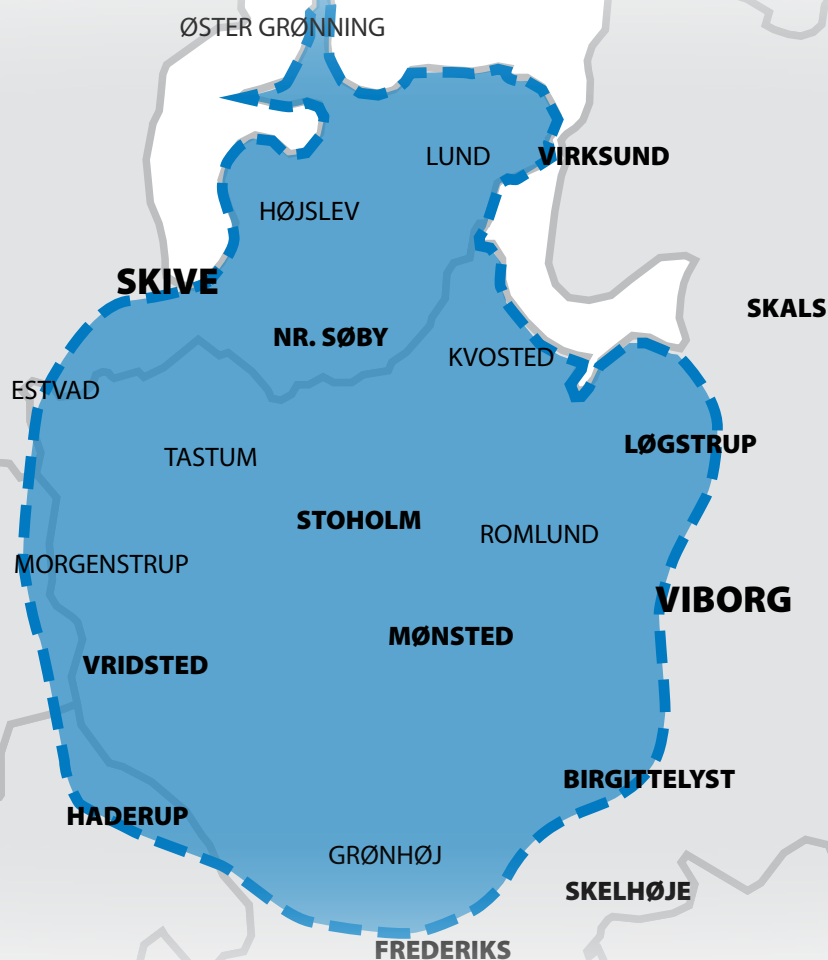 ØSTER GRØNNING
LUND
VIRKSUND
HØJSLEV
SKIVE
SKALS
NR. SØBY
KVOSTED
ESTVAD
LØGSTRUP
TASTUM
STOHOLM
ROMLUND
MORGENSTRUP
VIBORG
MØNSTED
VRIDSTED
BIRGITTELYST
HADERUP
GRØNHØJ
SKELHØJE
FREDERIKS